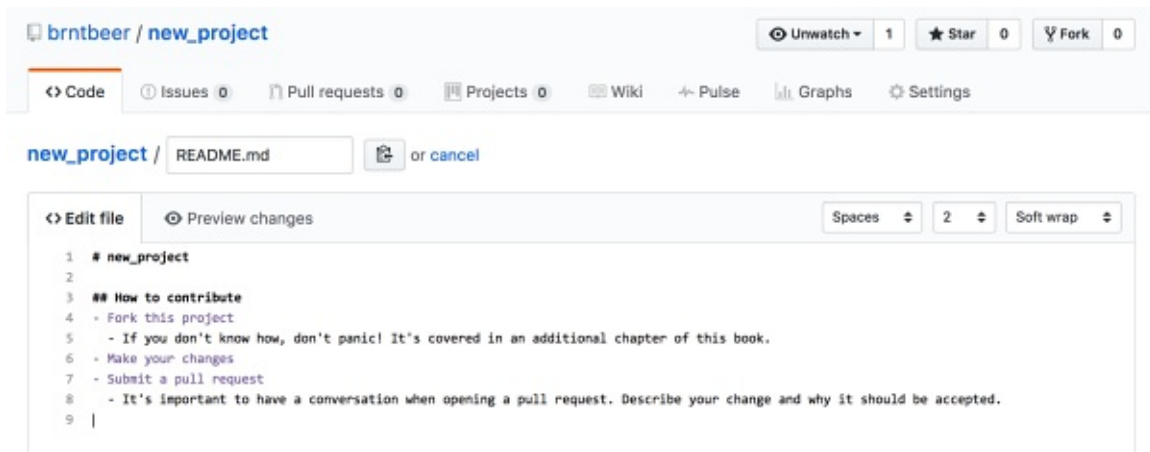 brntbeer / new_project Unwatch 1 Star 0 Fork 0
Code Issues 0 Pull requests 0 Projects 0 Wiki Pulse Graphs Settings
new_project / README.md or cancel
Edit file Preview changes Spaces 2 Soft wrap
1 # new_project
2
3 ## How to contribute
4 - Fork this project
5 - If you don't know how, don't panic! It's covered in an additional chapter of this book.
6 - Make your changes
7 - Submit a pull request
8 - It's important to have a conversation when opening a pull request. Describe your change and why it should be accepted.
9